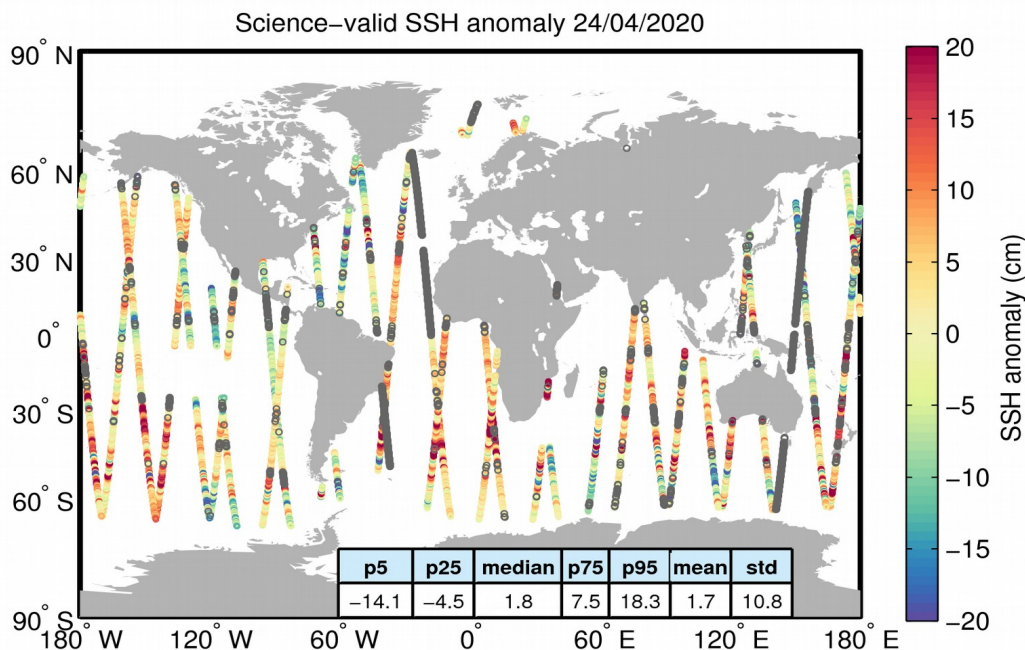 Science−valid SSH anomaly 24/04/2020
90° N
60° N
30° N
0°
30° S
60° S
90° S
180° W
120° W
60° W
0°
60° E
120° E
180° E
p5 p25 median p75 p95 mean std
−14.1 −4.5 1.8 7.5 18.3 1.7 10.8
20
15
10
5
0
−5
−10
−15
−20
SSH anomaly (cm)